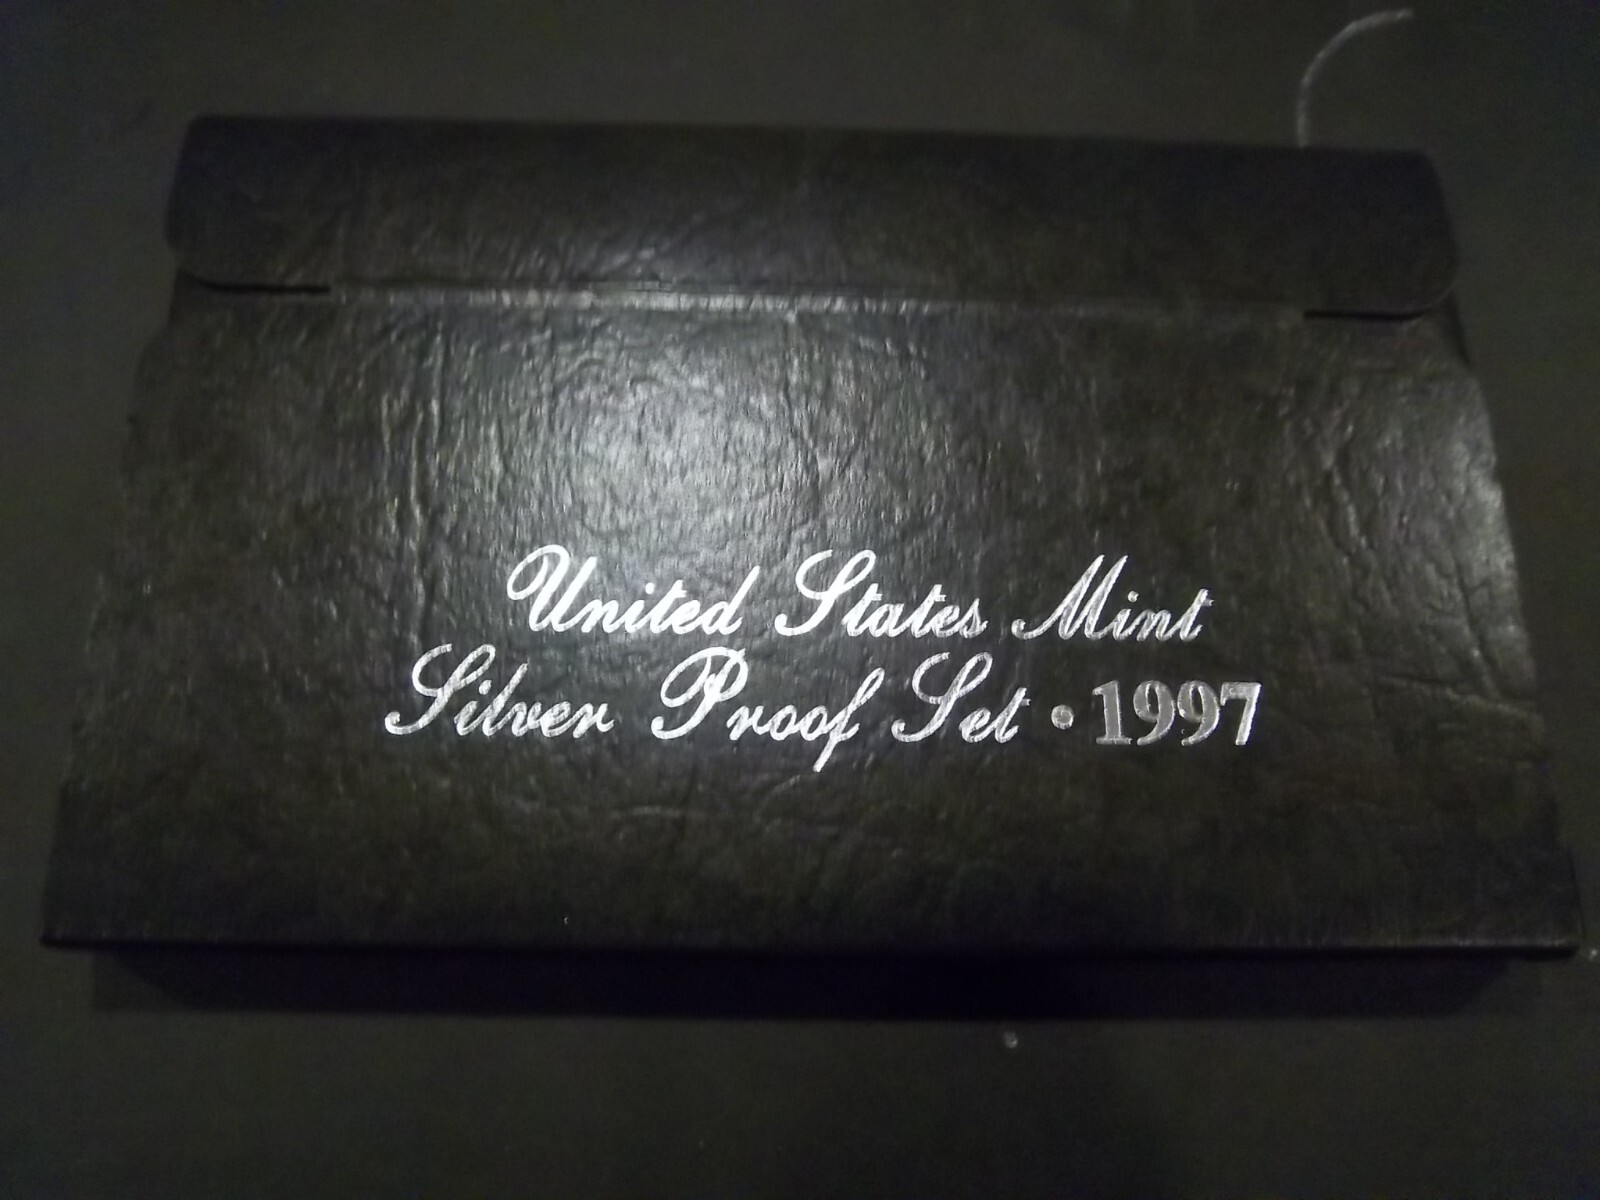 United States Mint
Silver Proof Set • 1997